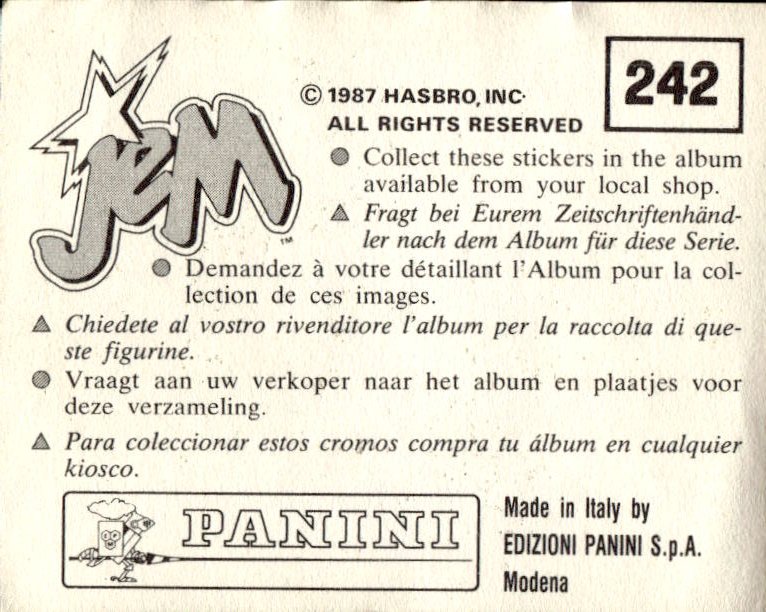 JEM
TM
© 1987 HASBRO, INC.
ALL RIGHTS RESERVED
242
Collect these stickers in the album
available from your local shop.
Fragt bei Eurem Zeitschriftenhänd-
ler nach dem Album für diese Serie.
Demandez à votre détaillant l'Album pour la col-
lection de ces images.
Chiedete al vostro rivenditore l'album per la raccolta di que-
ste figurine.
Vraagt aan uw verkoper naar het album en plaatjes voor
deze verzameling.
Para coleccionar estos cromos compra tu álbum en cualquier
kiosco.
PANINI
Made in Italy by
EDIZIONI PANINI S.p.A.
Modena